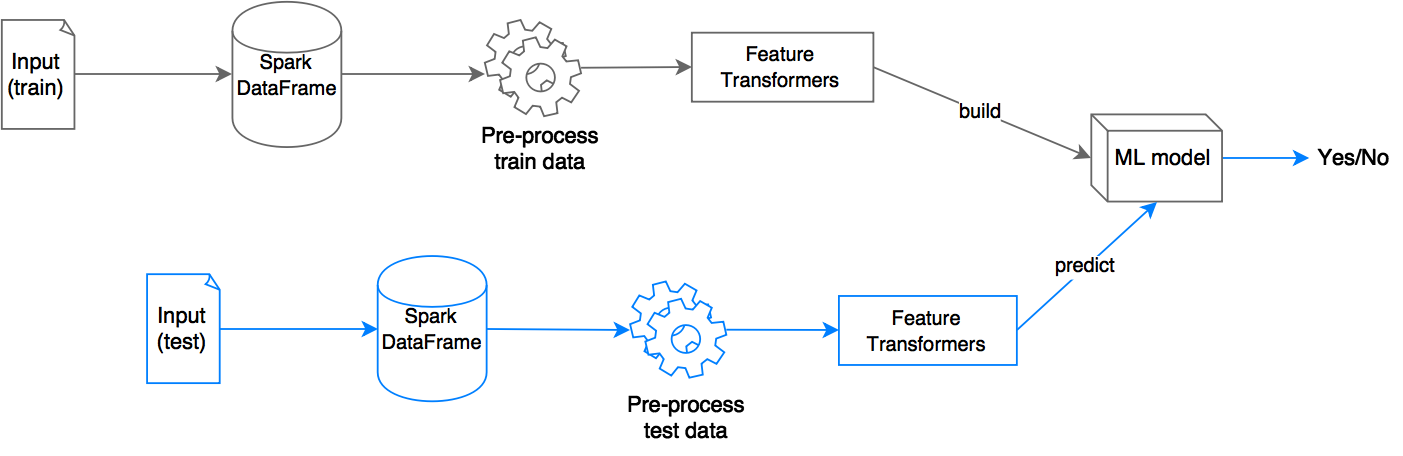 Input
(train)
Spark
DataFrame
Pre-process
train data
Feature
Transformers
build
ML model
Yes/No
Input
(test)
Spark
DataFrame
Pre-process
test data
Feature
Transformers
predict